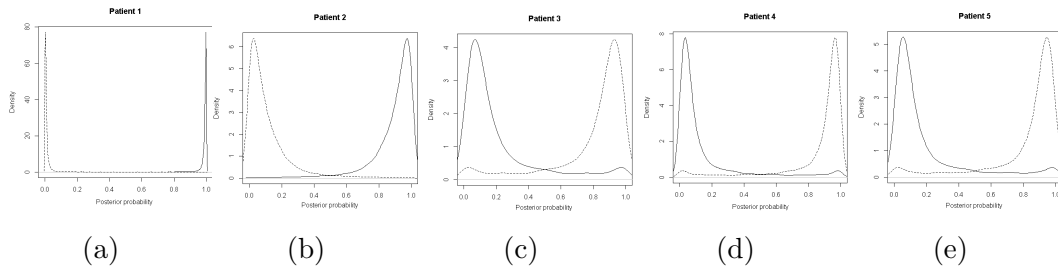 Patient 1
Density
80
60
40
20
0
0.0 0.2 0.4 0.6 0.8 1.0
Posterior probability
(a)
Patient 2
Density
6
5
4
3
2
1
0
0.0 0.2 0.4 0.6 0.8 1.0
Posterior probability
(b)
Patient 3
Density
4
3
2
1
0
0.0 0.2 0.4 0.6 0.8 1.0
Posterior probability
(c)
Patient 4
Density
8
6
4
2
0
0.0 0.2 0.4 0.6 0.8 1.0
Posterior probability
(d)
Patient 5
Density
5
4
3
2
1
0
0.0 0.2 0.4 0.6 0.8 1.0
Posterior probability
(e)